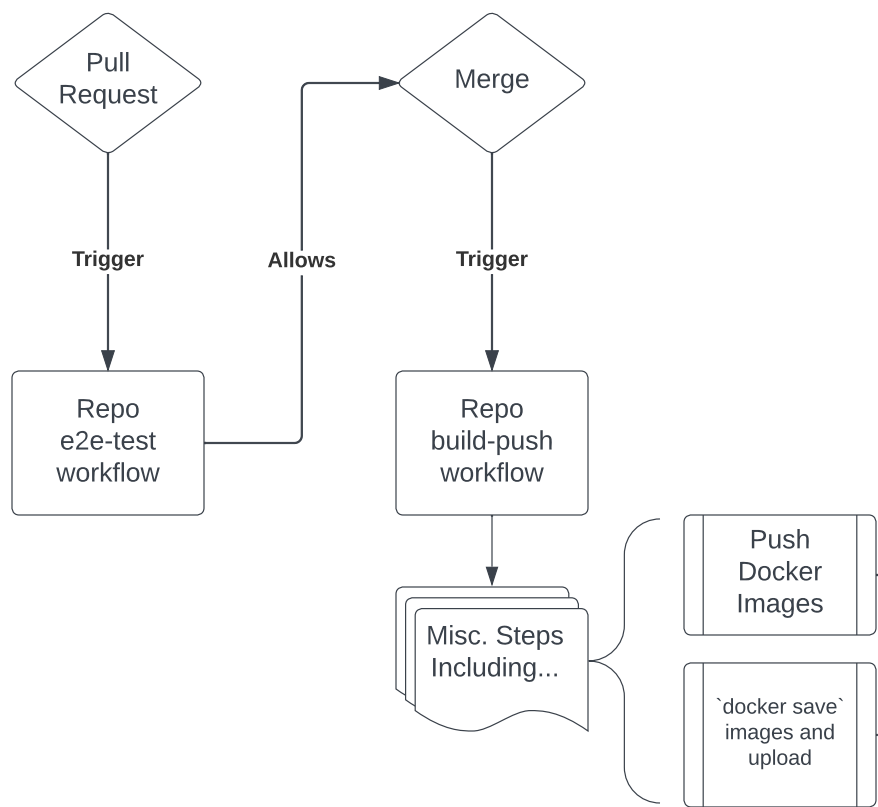 Pull
Request
Merge
Trigger
Allows
Trigger
Repo
e2e-test
workflow
Repo
build-push
workflow
Push
Docker
Images
Misc. Steps
Including...
`docker save`
images and
upload